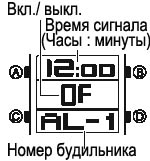 Вкл./ выкл.
Время сигнала
(Часы : минуты)
A
B
12:00
OF
C
D
AL-1
Номер будильника